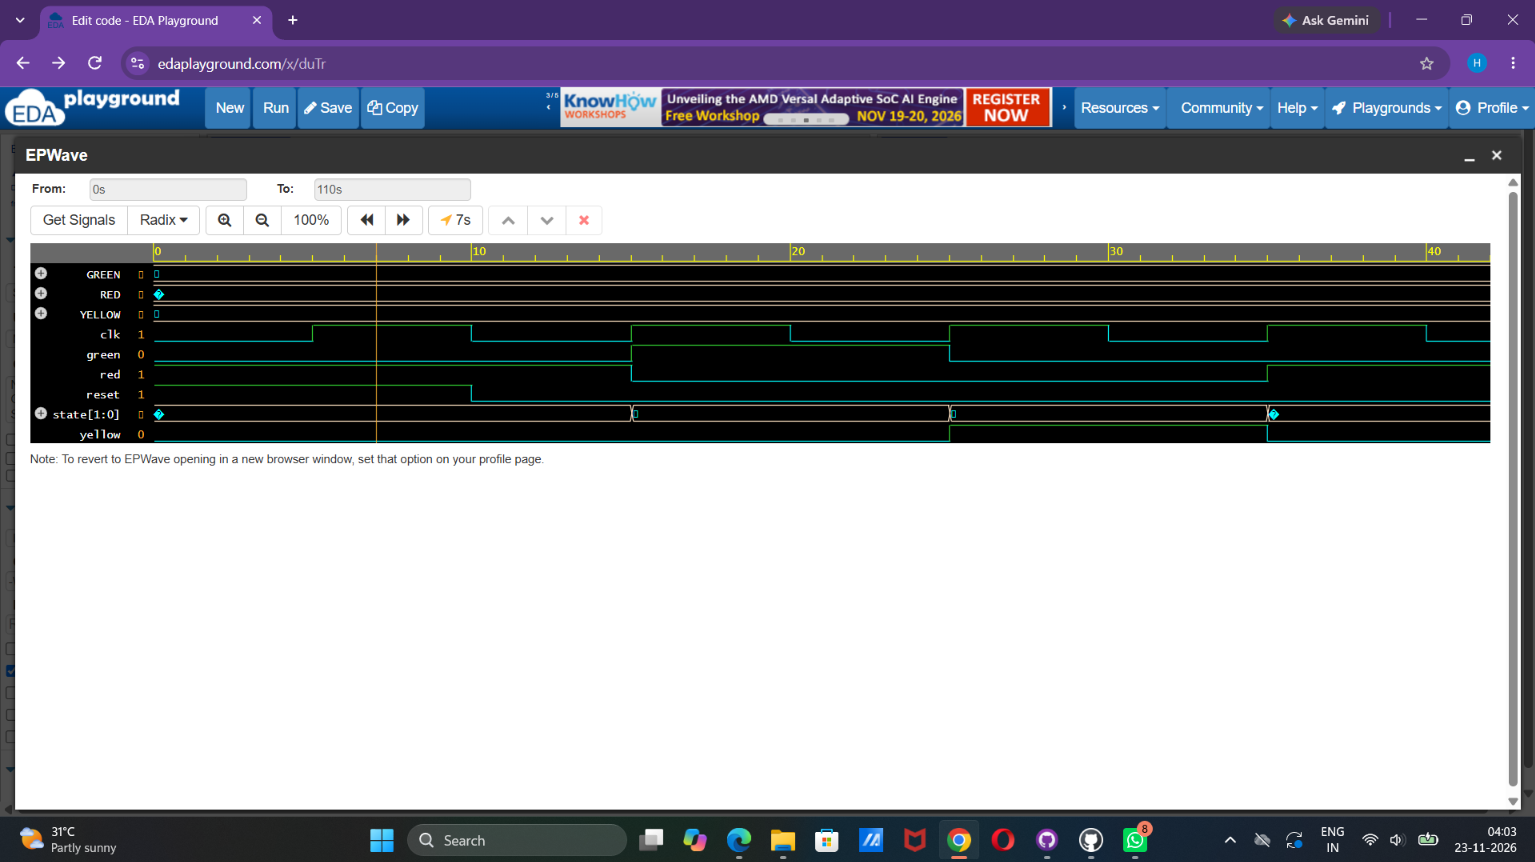 Edit code - EDA Playground
Ask Gemini
edaplayground.com/x/duTr
H
EDA playground
New
Run
Save
Copy
3/5
KnowHow WORKSHOPS
Unveiling the AMD Versal Adaptive SoC AI Engine
Free Workshop
NOV 19-20, 2026
REGISTER NOW
Resources
Community
Help
Playgrounds
Profile
EPWave
From:
0s
To:
110s
Get Signals
Radix
100%
7s
0 10 20 30 40
GREEN
RED
YELLOW
clk 1
green 0
red 1
reset 1
state[1:0]
yellow 0
Note: To revert to EPWave opening in a new browser window, set that option on your profile page.
31°C
Partly sunny
Search
8
ENG
IN
04:03
23-11-2026